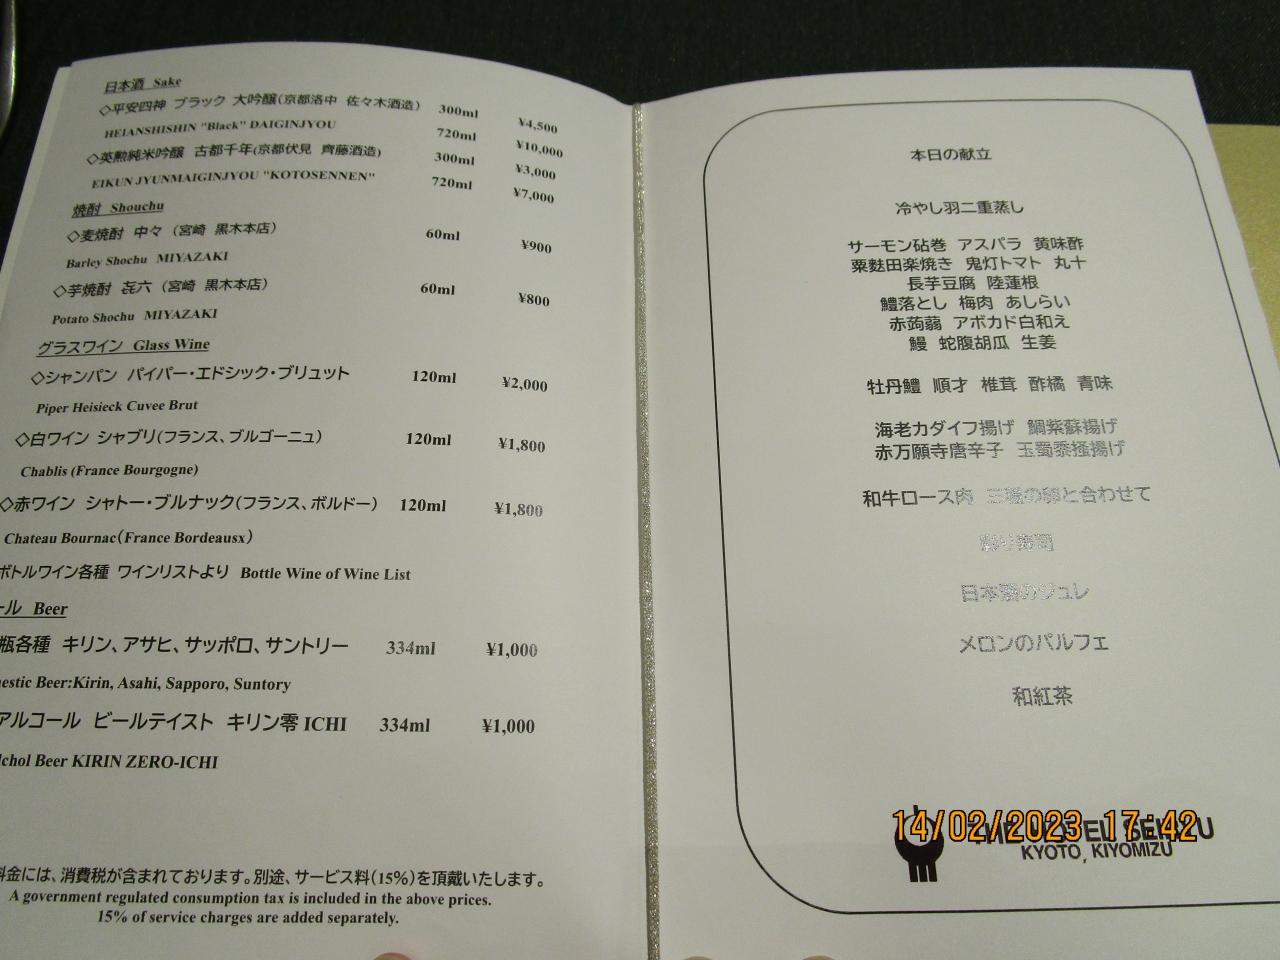 日本酒 Sake
◇平安四神 ブラック 大吟醸(京都洛中 佐々木酒造) 300ml ¥4,500
HEIANSHISHIN "Black" DAIGINJYOU 720ml ¥10,000
◇英勲純米吟醸 古都千年(京都伏見 齊藤酒造) 300ml ¥3,000
EIKUN JYUNMAIGINJYOU "KOTOSENNEN" 720ml ¥7,000
焼酎 Shouchu
◇麦焼酎 中々 (宮崎 黒木本店) 60ml ¥900
Barley Shochu MIYAZAKI
◇芋焼酎 㐂六 (宮崎 黒木本店) 60ml ¥800
Potato Shochu MIYAZAKI
グラスワイン Glass Wine
◇シャンパン パイパー・エドシック・ブリュット 120ml ¥2,000
Piper Heisieck Cuvee Brut
◇白ワイン シャブリ(フランス、ブルゴーニュ) 120ml ¥1,800
Chablis (France Bourgogne)
◇赤ワイン シャトー・ブルナック(フランス、ボルドー) 120ml ¥1,800
Chateau Bournac(France Bordeausx)
ボトルワイン各種 ワインリストより Bottle Wine of Wine List
ール Beer
瓶各種 キリン、アサヒ、サッポロ、サントリー 334ml ¥1,000
estic Beer:Kirin, Asahi, Sapporo, Suntory
アルコール ビールテイスト キリン零 ICHI 334ml ¥1,000
lchol Beer KIRIN ZERO-ICHI
料金には、消費税が含まれております。別途、サービス料(15%)を頂戴いたします。
A government regulated consumption tax is included in the above prices.
15% of service charges are added separately.
本日の献立
冷やし羽二重蒸し
サーモン砧巻 アスパラ 黄味酢
粟麩田楽焼き 鬼灯トマト 丸十
長芋豆腐 陸蓮根
鱧落とし 梅肉 あしらい
赤蒟蒻 アボカド白和え
鰻 蛇腹胡瓜 生姜
牡丹鱧 順才 椎茸 酢橘 青味
海老カダイフ揚げ 鯛紫蘇揚げ
赤万願寺唐辛子 玉蜀黍掻揚げ
和牛ロース肉 の卵と合わせて
寿司
日本酒のジュレ
メロンのパルフェ
和紅茶
THE HOTEL SEIRYU
KYOTO, KIYOMIZU
14/02/2023 17:42